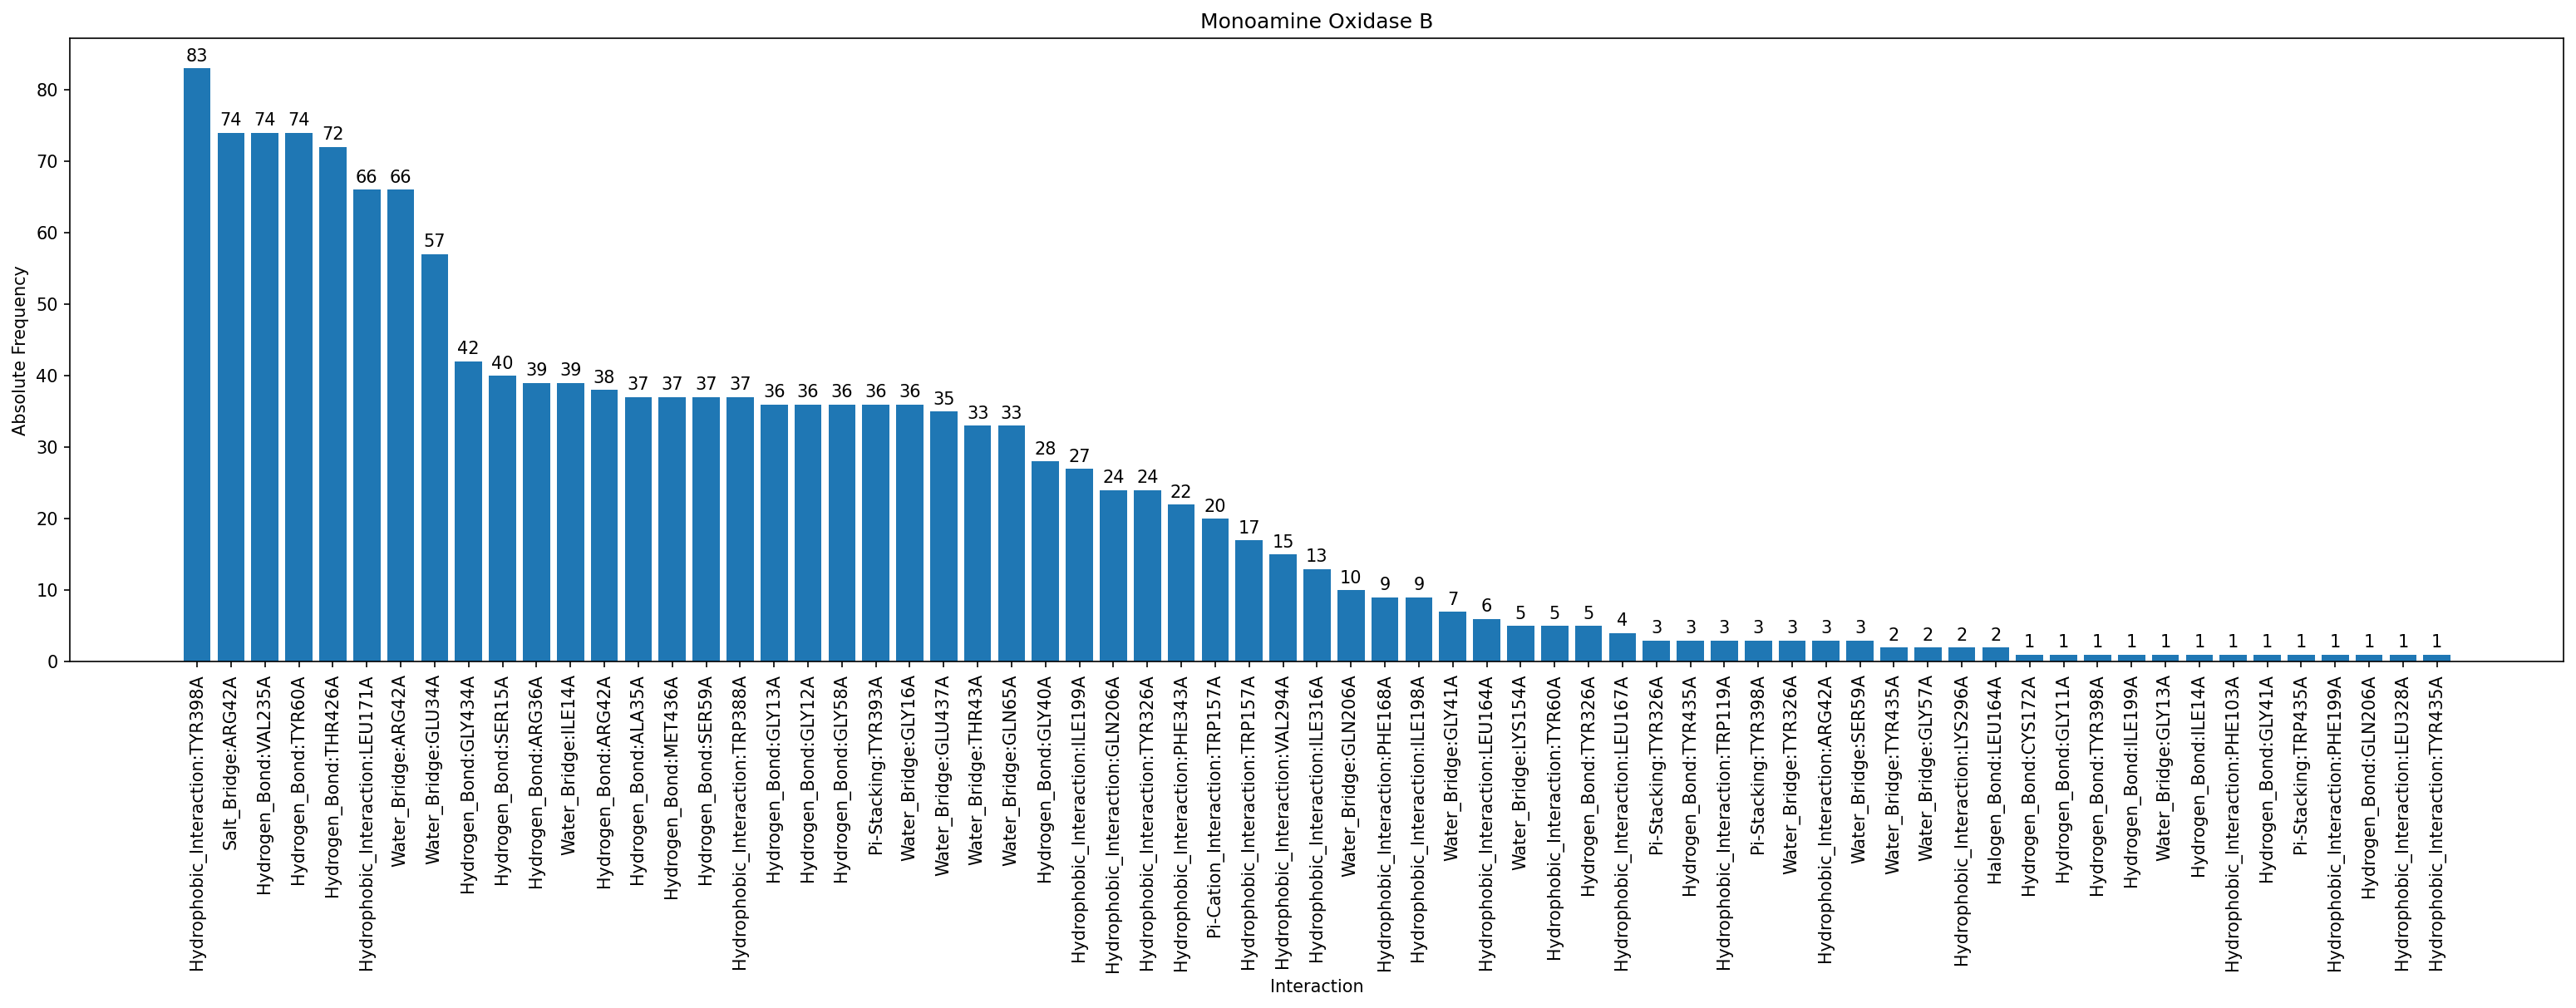 Monoamine Oxidase B
Absolute Frequency
80
70
60
50
40
30
20
10
0
83
74
74
74
72
66
66
57
42
40
39
39
38
37
37
37
37
36
36
36
36
36
35
33
33
28
27
24
24
22
20
17
15
13
10
9
9
7
6
5
5
5
4
3
3
3
3
3
3
3
2
2
2
2
1
1
1
1
1
1
1
1
1
1
1
1
1
Hydrophobic_Interaction:TYR398A
Salt_Bridge:ARG42A
Hydrogen_Bond:VAL235A
Hydrogen_Bond:TYR60A
Hydrogen_Bond:THR426A
Hydrophobic_Interaction:LEU171A
Water_Bridge:ARG42A
Water_Bridge:GLU34A
Hydrogen_Bond:GLY434A
Hydrogen_Bond:SER15A
Hydrogen_Bond:ARG36A
Water_Bridge:ILE14A
Hydrogen_Bond:ARG42A
Hydrogen_Bond:ALA35A
Hydrogen_Bond:MET436A
Hydrogen_Bond:SER59A
Hydrophobic_Interaction:TRP388A
Hydrogen_Bond:GLY13A
Hydrogen_Bond:GLY12A
Hydrogen_Bond:GLY58A
Pi-Stacking:TYR393A
Water_Bridge:GLY16A
Water_Bridge:GLU437A
Water_Bridge:THR43A
Water_Bridge:GLN65A
Hydrogen_Bond:GLY40A
Hydrophobic_Interaction:ILE199A
Hydrophobic_Interaction:GLN206A
Hydrophobic_Interaction:TYR326A
Hydrophobic_Interaction:PHE343A
Pi-Cation_Interaction:TRP157A
Hydrophobic_Interaction:TRP157A
Hydrophobic_Interaction:VAL294A
Hydrophobic_Interaction:ILE316A
Water_Bridge:GLN206A
Hydrophobic_Interaction:PHE168A
Hydrophobic_Interaction:ILE198A
Water_Bridge:GLY41A
Hydrophobic_Interaction:LEU164A
Water_Bridge:LYS154A
Hydrophobic_Interaction:TYR60A
Hydrogen_Bond:TYR326A
Hydrophobic_Interaction:LEU167A
Pi-Stacking:TYR326A
Hydrogen_Bond:TYR435A
Hydrophobic_Interaction:TRP119A
Pi-Stacking:TYR398A
Water_Bridge:TYR326A
Hydrophobic_Interaction:ARG42A
Water_Bridge:SER59A
Water_Bridge:TYR435A
Water_Bridge:GLY57A
Hydrophobic_Interaction:LYS296A
Halogen_Bond:LEU164A
Hydrogen_Bond:CYS172A
Hydrogen_Bond:GLY11A
Hydrogen_Bond:TYR398A
Hydrogen_Bond:ILE199A
Water_Bridge:GLY13A
Hydrogen_Bond:ILE14A
Hydrophobic_Interaction:PHE103A
Hydrogen_Bond:GLY41A
Pi-Stacking:TRP435A
Hydrophobic_Interaction:PHE199A
Hydrogen_Bond:GLN206A
Hydrophobic_Interaction:LEU328A
Hydrophobic_Interaction:TYR435A
Interaction